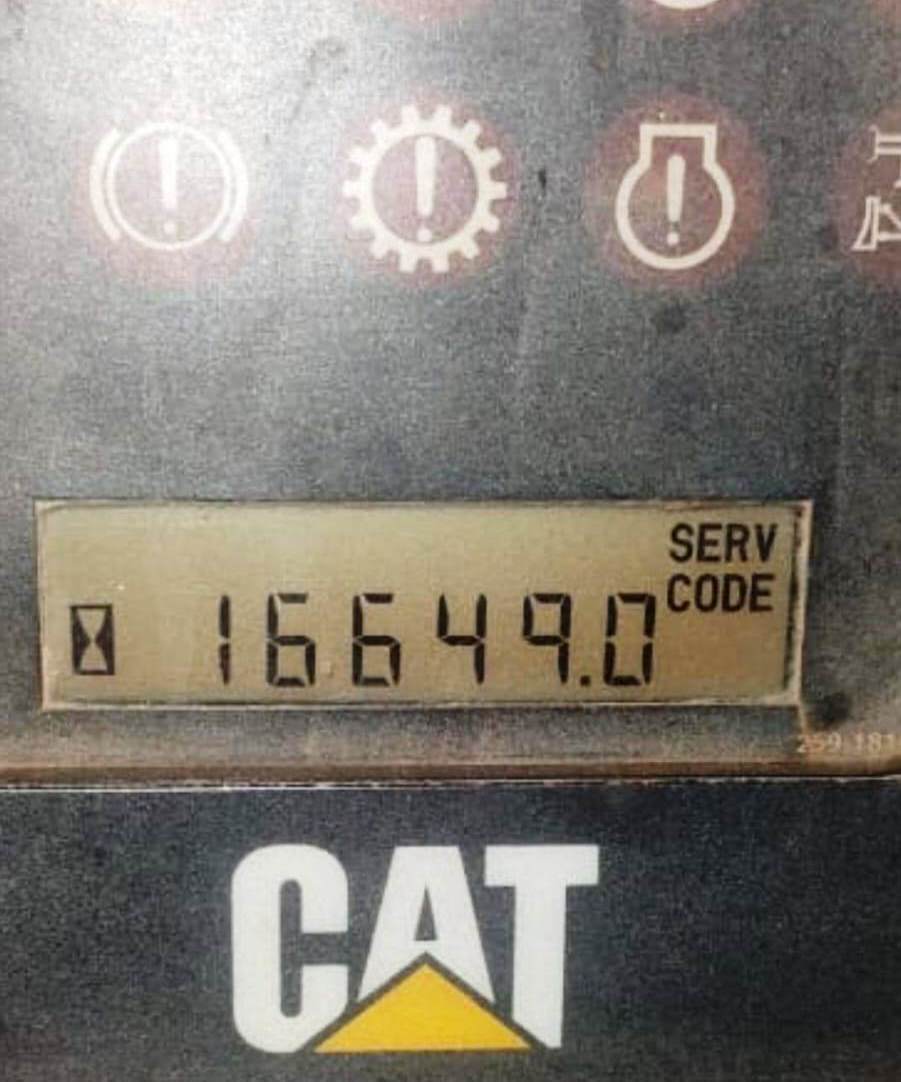 SERV
CODE
16649.0
CAT